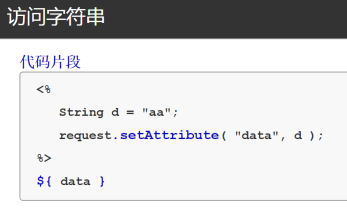 访问字符串
代码片段
<%
String d = "aa";
request.setAttribute( "data", d );
%>
${ data }